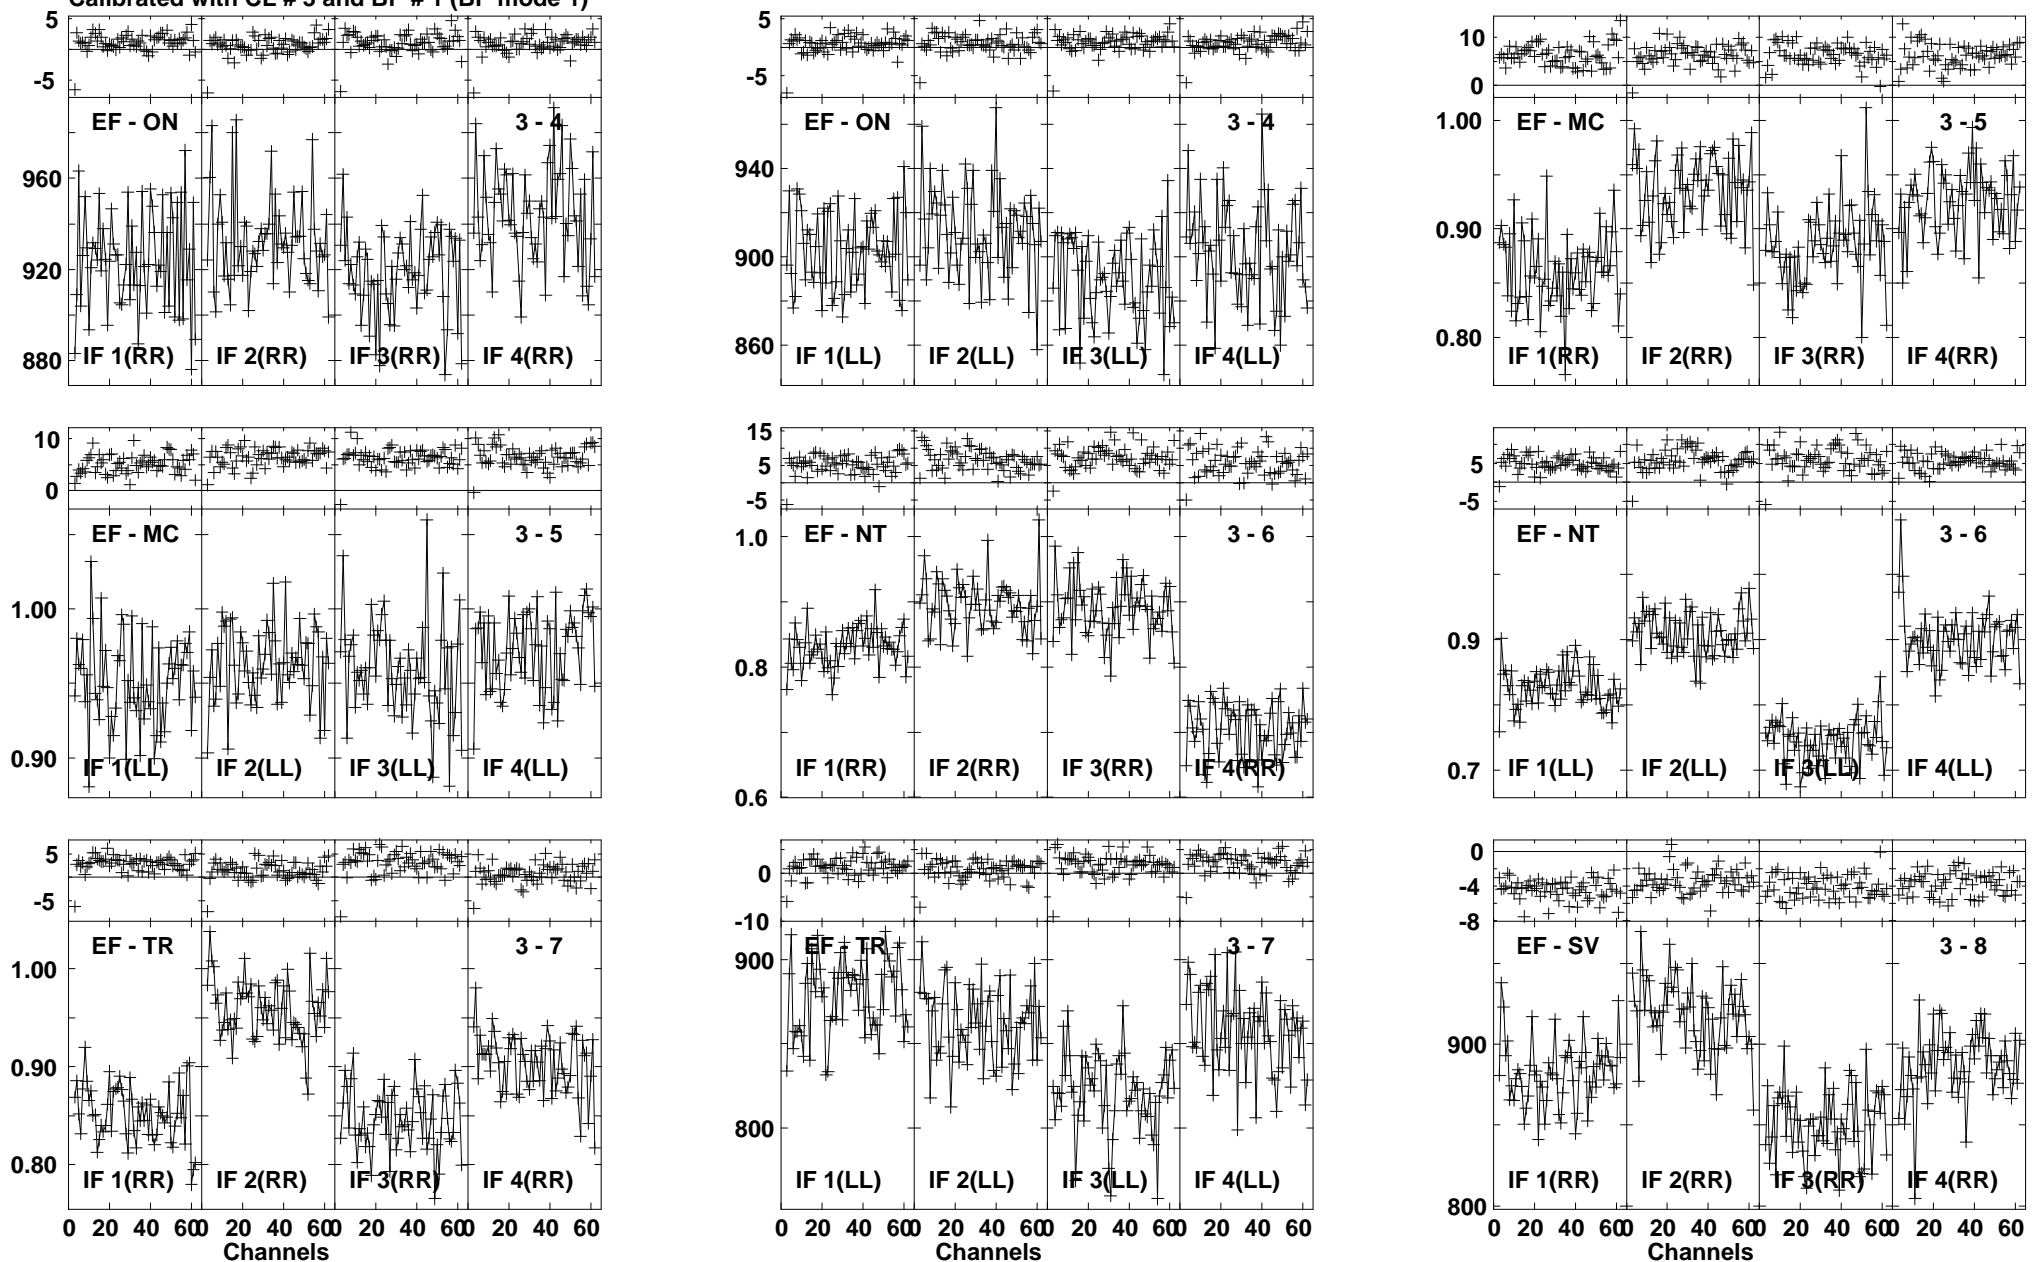 Calibrated with CL # 3 and BP # 1 (BP mode 1)
5
-5
EF - ON 3 - 4
960
920
880
IF 1(RR) IF 2(RR) IF 3(RR) IF 4(RR)
5
-5
EF - ON 3 - 4
940
900
860
IF 1(LL) IF 2(LL) IF 3(LL) IF 4(LL)
10
0
EF - MC 3 - 5
1.00
0.90
0.80
IF 1(RR) IF 2(RR) IF 3(RR) IF 4(RR)
10
0
EF - MC 3 - 5
1.00
0.90
IF 1(LL) IF 2(LL) IF 3(LL) IF 4(LL)
15
5
-5
EF - NT 3 - 6
1.0
0.8
0.6
IF 1(RR) IF 2(RR) IF 3(RR) IF 4(RR)
5
-5
EF - NT 3 - 6
0.9
0.7
IF 1(LL) IF 2(LL) IF 3(LL) IF 4(LL)
5
-5
EF - TR 3 - 7
1.00
0.90
0.80
IF 1(RR) IF 2(RR) IF 3(RR) IF 4(RR)
0 20 40 60 0 20 40 60 0 20 40 60 0 20 40 60
Channels
0
-10
EF - TR 3 - 7
900
800
IF 1(LL) IF 2(LL) IF 3(LL) IF 4(LL)
0 20 40 60 0 20 40 60 0 20 40 60 0 20 40 60
Channels
0
-4
-8
EF - SV 3 - 8
900
800
IF 1(RR) IF 2(RR) IF 3(RR) IF 4(RR)
0 20 40 60 0 20 40 60 0 20 40 60 0 20 40 60
Channels